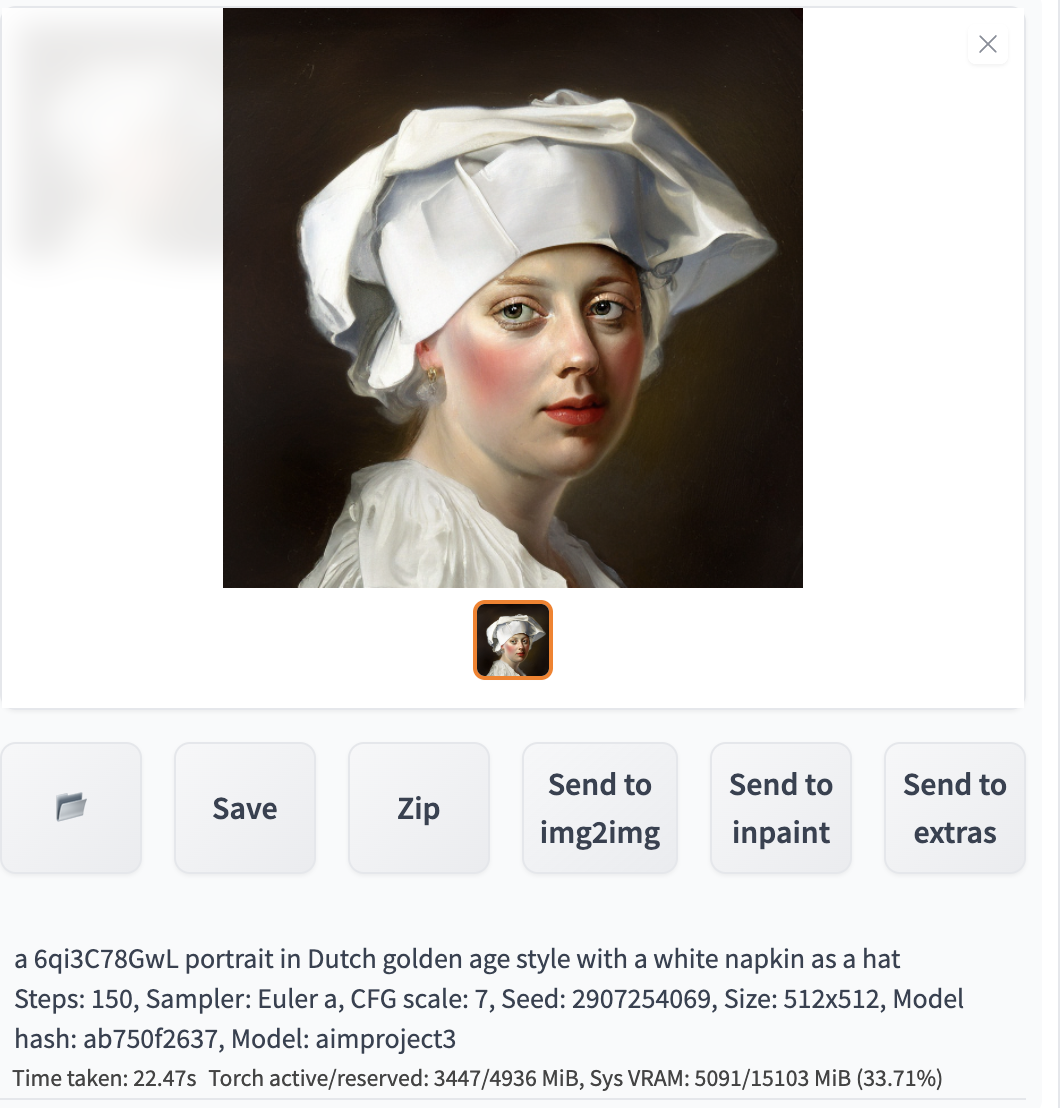 Save
Zip
Send to
img2img
Send to
inpaint
Send to
extras
a 6qi3C78GwL portrait in Dutch golden age style with a white napkin as a hat
Steps: 150, Sampler: Euler a, CFG scale: 7, Seed: 2907254069, Size: 512x512, Model
hash: ab750f2637, Model: aimproject3
Time taken: 22.47s Torch active/reserved: 3447/4936 MiB, Sys VRAM: 5091/15103 MiB (33.71%)